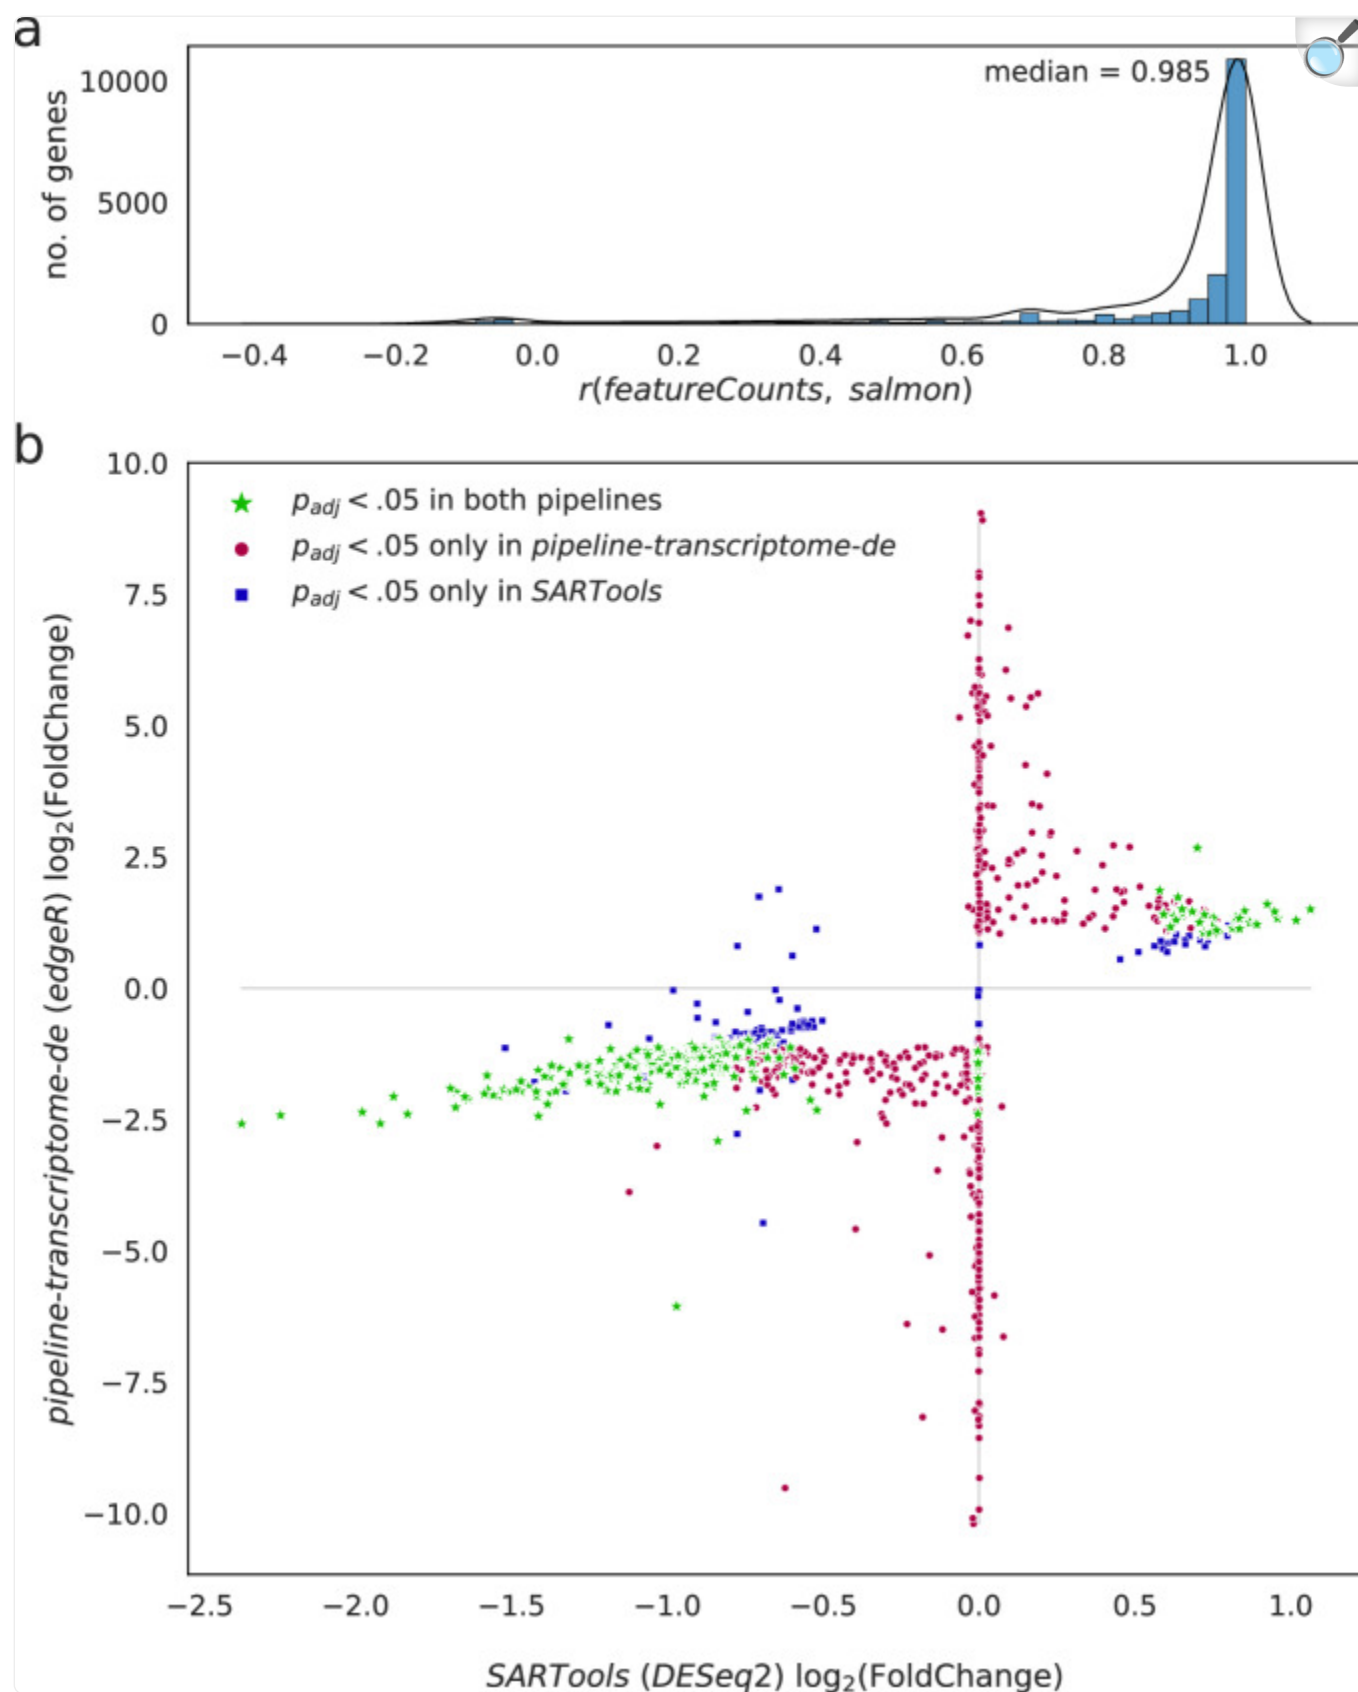 a
median = 0.985
no. of genes
10000
5000
0
−0.4 −0.2 0.0 0.2 0.4 0.6 0.8 1.0
r(featureCounts, salmon)
b
p_adj < .05 in both pipelines
p_adj < .05 only in pipeline-transcriptome-de
p_adj < .05 only in SARTools
pipeline-transcriptome-de (edgeR) log₂(FoldChange)
10.0
7.5
5.0
2.5
0.0
−2.5
−5.0
−7.5
−10.0
−2.5 −2.0 −1.5 −1.0 −0.5 0.0 0.5 1.0
SARTools (DESeq2) log₂(FoldChange)